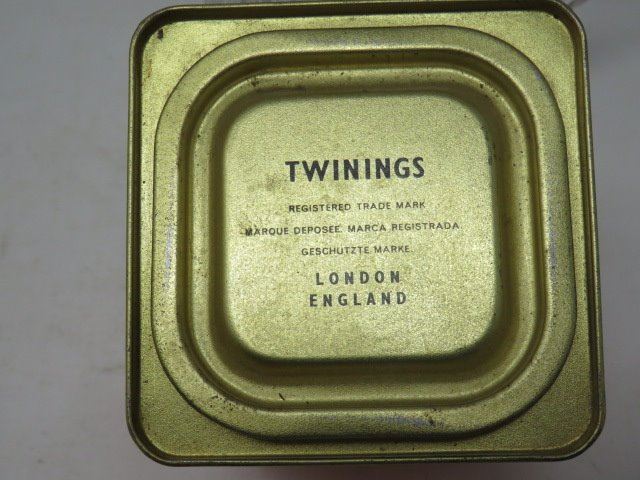 TWININGS
REGISTERED TRADE MARK
MARQUE DEPOSEE. MARCA REGISTRADA.
GESCHUTZTE MARKE.
LONDON
ENGLAND